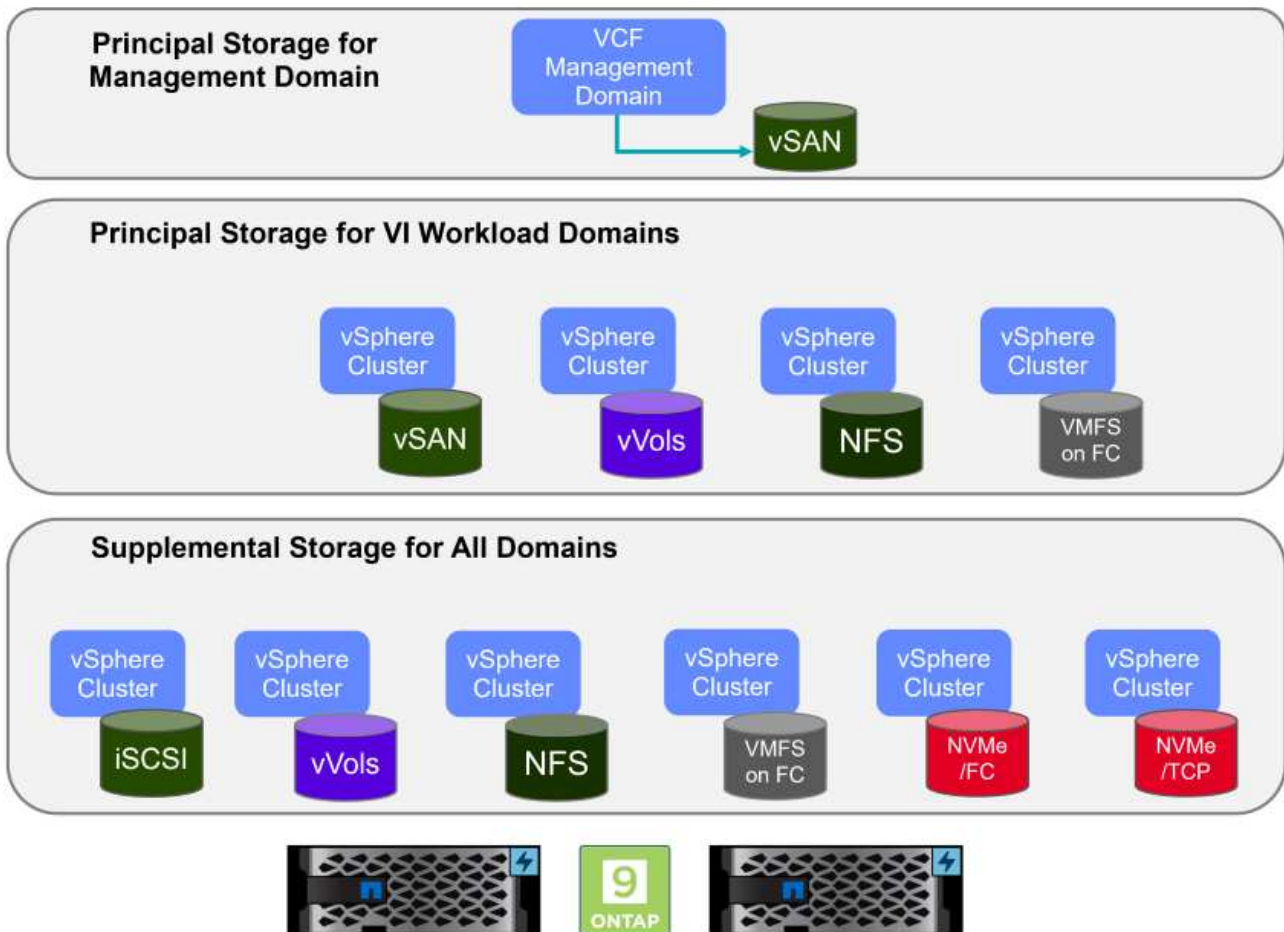 Principal Storage for
Management Domain
VCF
Management
Domain
vSAN
Principal Storage for VI Workload Domains
vSphere
Cluster
vSAN
vSphere
Cluster
vVols
vSphere
Cluster
NFS
vSphere
Cluster
VMFS
on FC
Supplemental Storage for All Domains
vSphere
Cluster
iSCSI
vSphere
Cluster
vVols
vSphere
Cluster
NFS
vSphere
Cluster
VMFS
on FC
vSphere
Cluster
NVMe
/FC
vSphere
Cluster
NVMe
/TCP
9
ONTAP